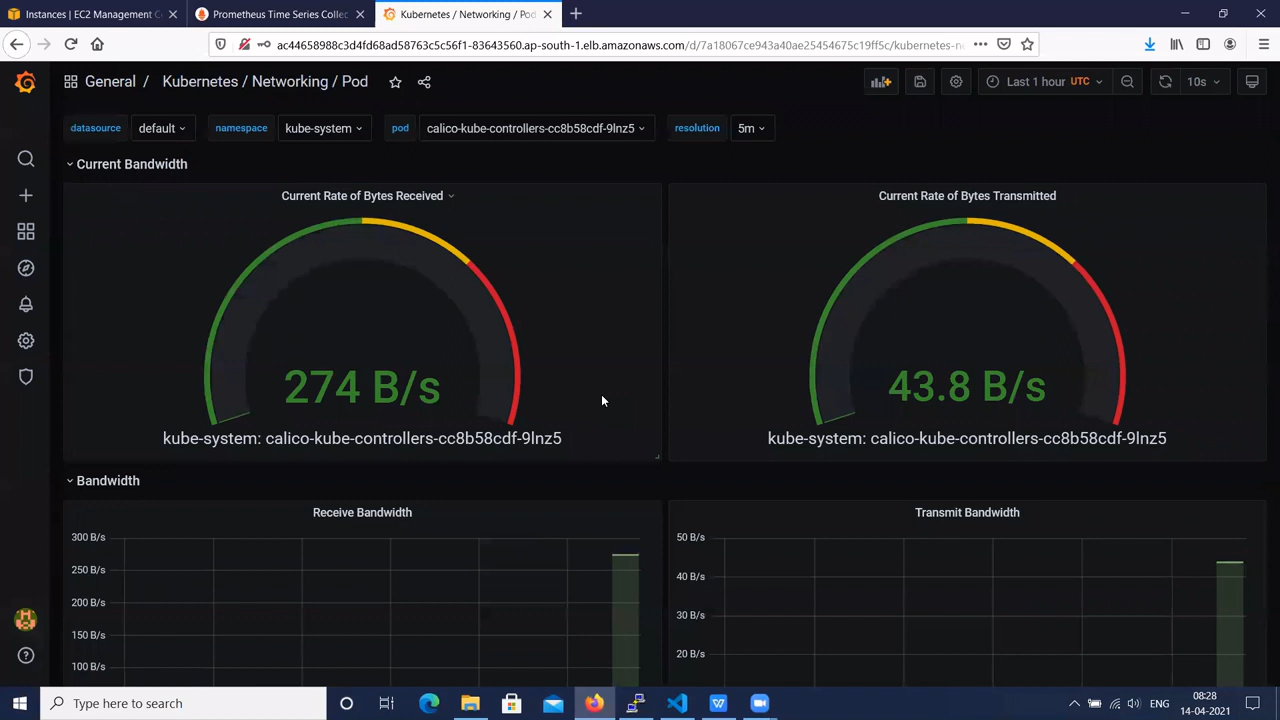 Instances | EC2 Management C
Prometheus Time Series Collec
Kubernetes / Networking / Pod
ac44658988c3d4fd68ad58763c5c56f1-83643560.ap-south-1.elb.amazonaws.com/d/7a18067ce943a40ae25454675c19ff5c/kubernetes-n
General / Kubernetes / Networking / Pod
Last 1 hour UTC
10s
datasource default namespace kube-system pod calico-kube-controllers-cc8b58cdf-9lnz5 resolution 5m
Current Bandwidth
Current Rate of Bytes Received
274 B/s
kube-system: calico-kube-controllers-cc8b58cdf-9lnz5
Current Rate of Bytes Transmitted
43.8 B/s
kube-system: calico-kube-controllers-cc8b58cdf-9lnz5
Bandwidth
Receive Bandwidth
300 B/s
250 B/s
200 B/s
150 B/s
100 B/s
Transmit Bandwidth
50 B/s
40 B/s
30 B/s
20 B/s
Type here to search
ENG
08:28
14-04-2021